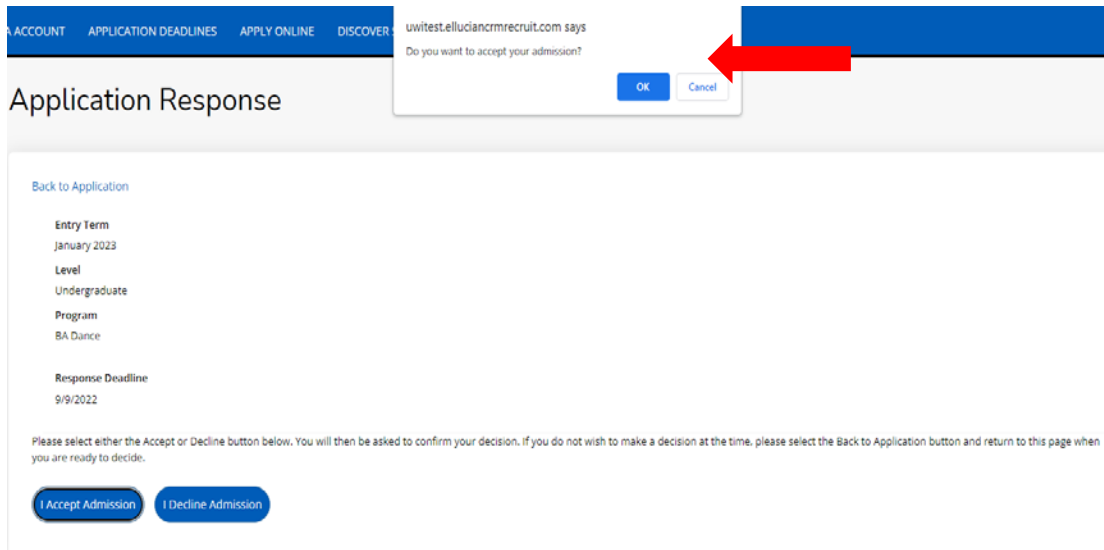 A ACCOUNT APPLICATION DEADLINES APPLY ONLINE DISCOVER
uwitest.elluciancrmrecruit.com says
Do you want to accept your admission?
OK Cancel
Application Response
Back to Application
Entry Term
January 2023
Level
Undergraduate
Program
BA Dance
Response Deadline
9/9/2022
Please select either the Accept or Decline button below. You will then be asked to confirm your decision. If you do not wish to make a decision at the time, please select the Back to Application button and return to this page when
you are ready to decide.
I Accept Admission I Decline Admission